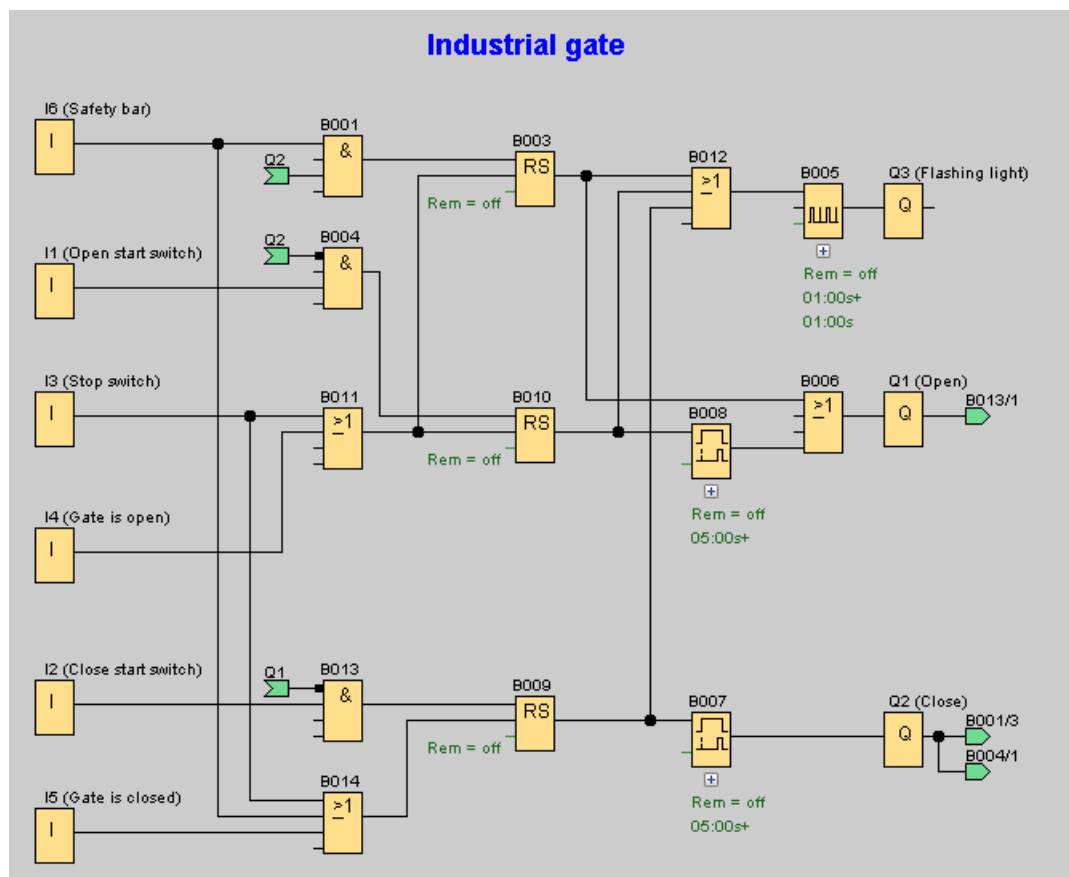 Industrial gate
I6 (Safety bar)
I
B001
&
Q2
B003
RS
Rem = off
B012
>1
B005
Rem = off
01:00s+
01:00s
Q3 (Flashing light)
Q
I1 (Open start switch)
I
Q2
B004
&
I3 (Stop switch)
I
B011
>1
B010
RS
Rem = off
B008
Rem = off
05:00s+
B006
>1
Q1 (Open)
Q
B013/1
I4 (Gate is open)
I
I2 (Close start switch)
I
Q1
B013
&
B009
RS
Rem = off
B007
Rem = off
05:00s+
Q2 (Close)
Q
B001/3
B004/1
I5 (Gate is closed)
I
B014
>1